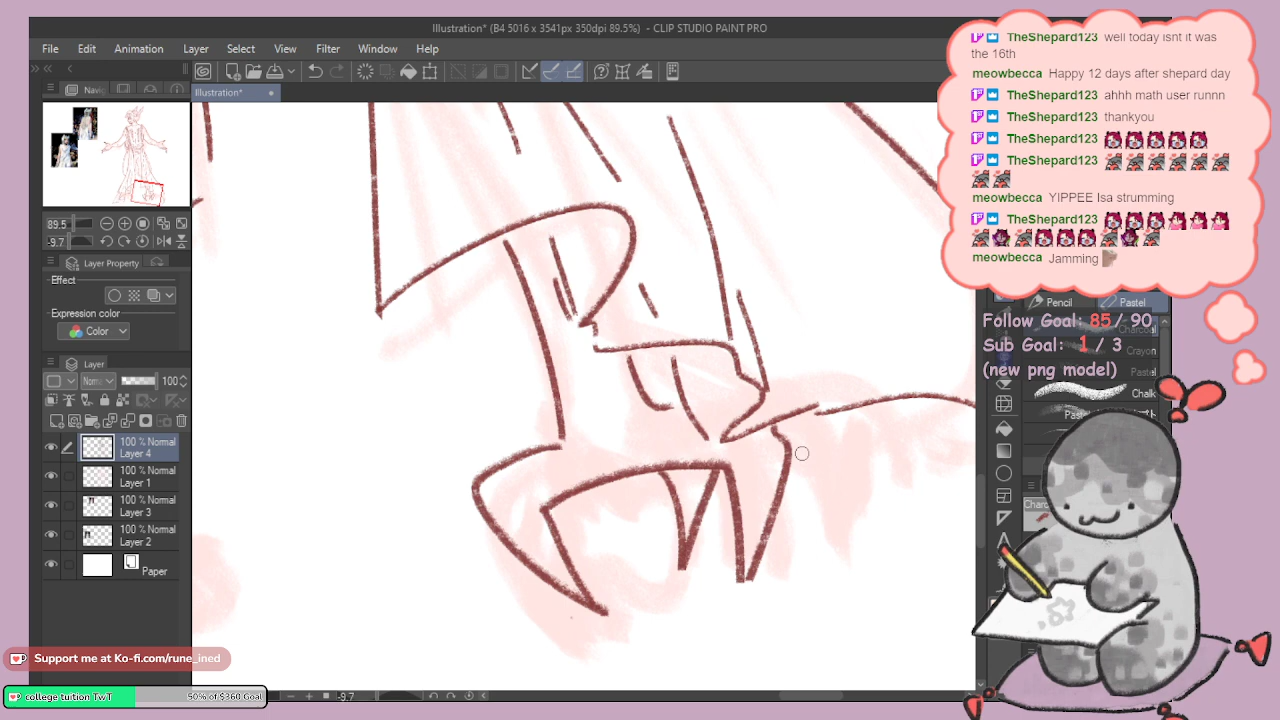 Illustration* (B4 5016 x 3541px 350dpi 89.5%) - CLIP STUDIO PAINT PRO
File Edit Animation Layer Select View Filter Window Help
Illustration*
89.5
-9.7
Layer Property
Effect
Expression color
Color
Layer
100
100 % Normal
Layer 4
100 % Normal
Layer 1
100 % Normal
Layer 3
100 % Normal
Layer 2
Paper
-9.7
Support me at Ko-fi.com/rune_ined
college tuition TwT
50% of $360 Goal
TheShepard123 well today isnt it was
the 16th
meowbecca Happy 12 days after shepard day
TheShepard123 ahhh math user runnn
TheShepard123 thankyou
TheShepard123
TheShepard123
meowbecca YIPPEE Isa strumming
TheShepard123
meowbecca Jamming
Pencil Pastel
Follow Goal: 85 / 90
Charcoal
Sub Goal: 1 / 3
Crayon
(new png model)
Pastel
Chalk